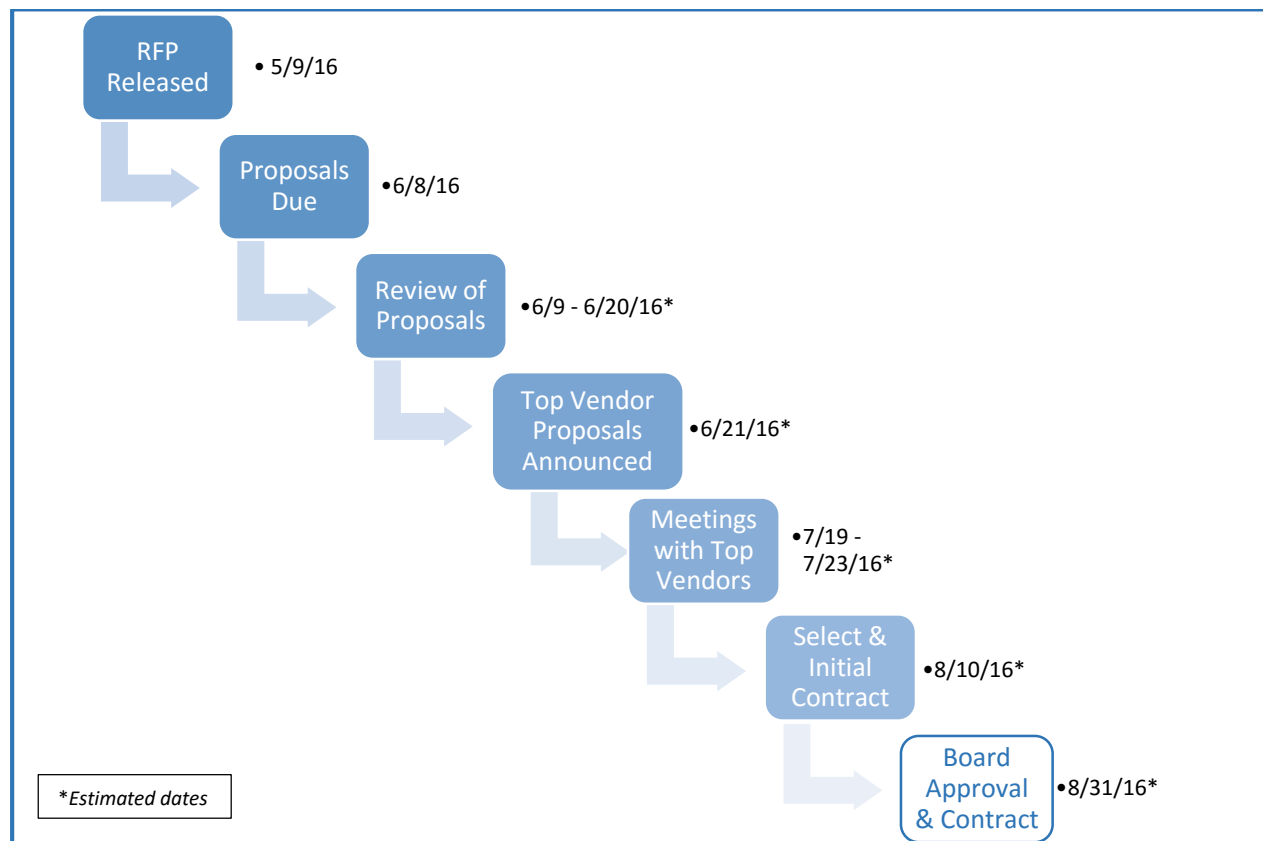 RFP
Released
• 5/9/16
Proposals
Due
•6/8/16
Review of
Proposals
•6/9 - 6/20/16*
Top Vendor
Proposals
Announced
•6/21/16*
Meetings
with Top
Vendors
•7/19 -
7/23/16*
Select &
Initial
Contract
•8/10/16*
Board
Approval
& Contract
•8/31/16*
*Estimated dates